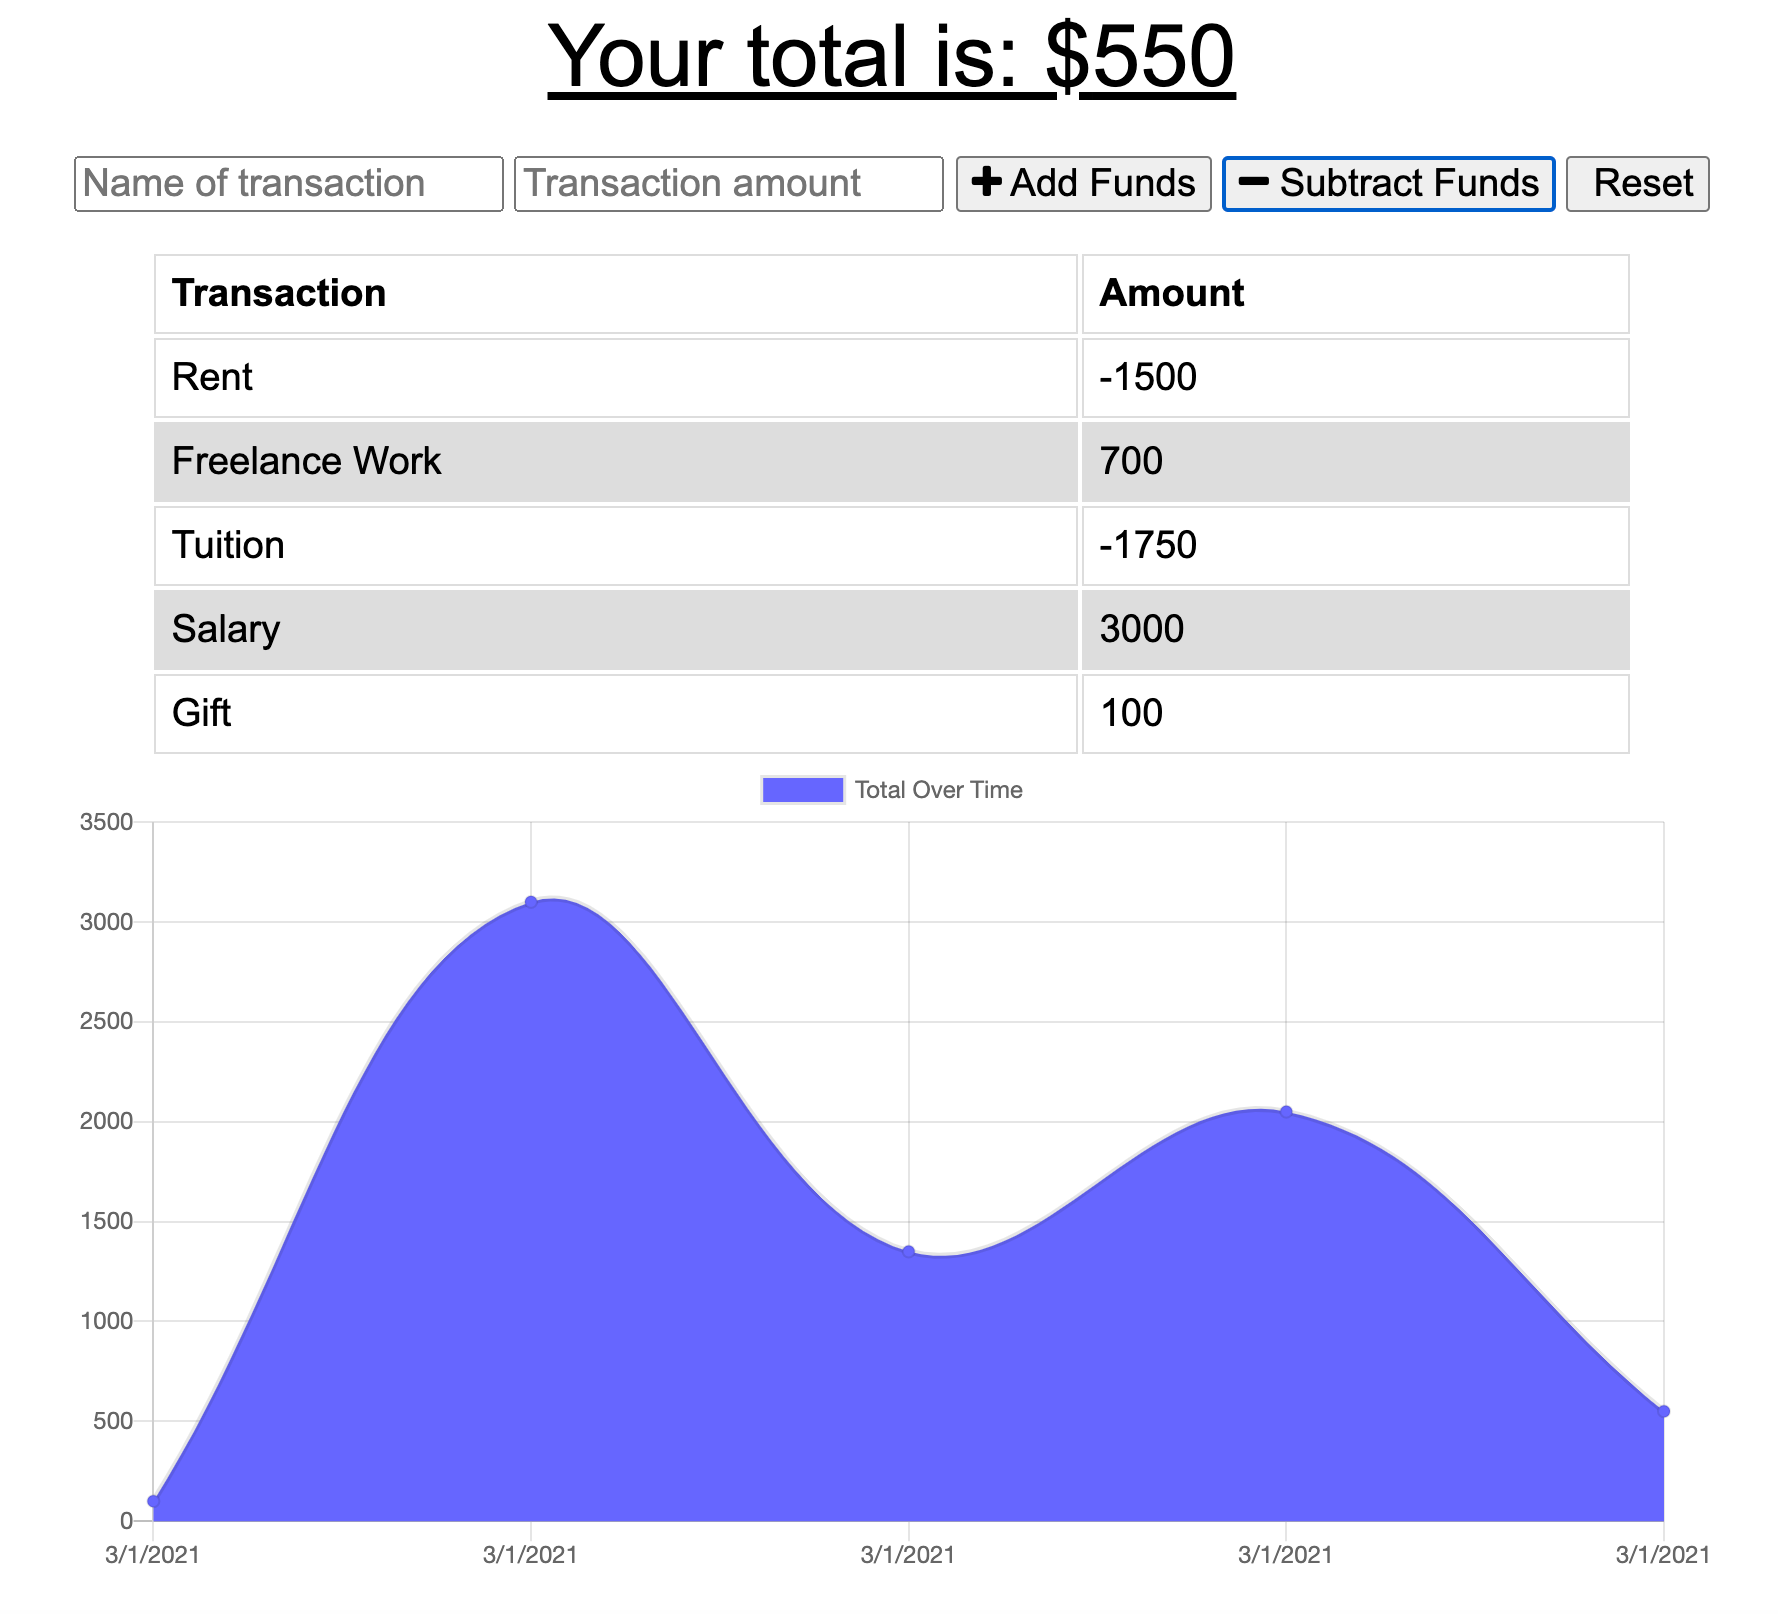 Your total is: $550
Name of transaction Transaction amount Add Funds Subtract Funds Reset
Transaction Amount
Rent -1500
Freelance Work 700
Tuition -1750
Salary 3000
Gift 100
Total Over Time
3500
3000
2500
2000
1500
1000
500
0
3/1/2021 3/1/2021 3/1/2021 3/1/2021 3/1/2021